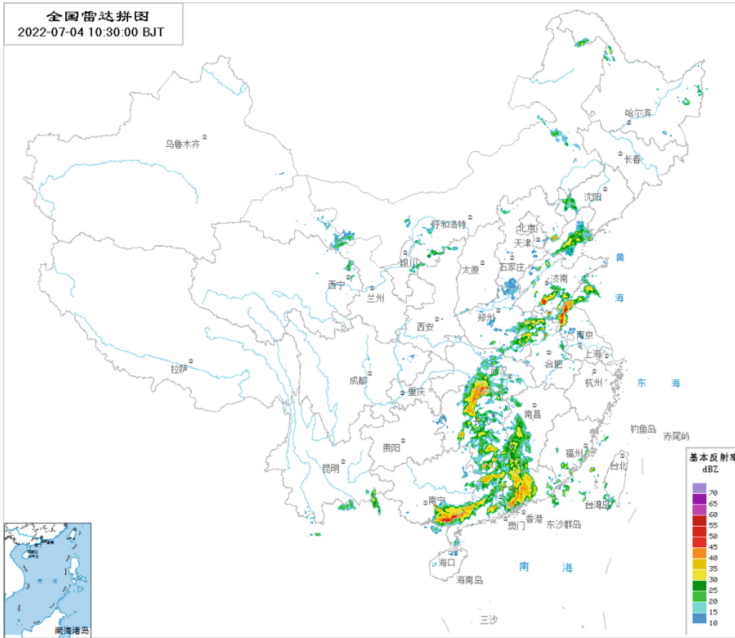 全国雷达拼图
2022-07-04 10:30:00 BJT
哈尔滨
乌鲁木齐
长春
沈阳
呼和浩特
北京
天津
银川
太原
石家庄
黄
海
西宁
兰州
济南
郑州
西安
南京
合肥
上海
拉萨
成都
重庆
武汉
杭州
东 海
南昌
钓鱼岛
赤尾屿
贵阳
福州
昆明
台北
南宁
台湾岛
香港
澳门
东沙群岛
海口
海南岛
南 海
三沙
南海诸岛
基本反射率
dBZ
70
65
60
55
50
45
40
35
30
25
20
15
10